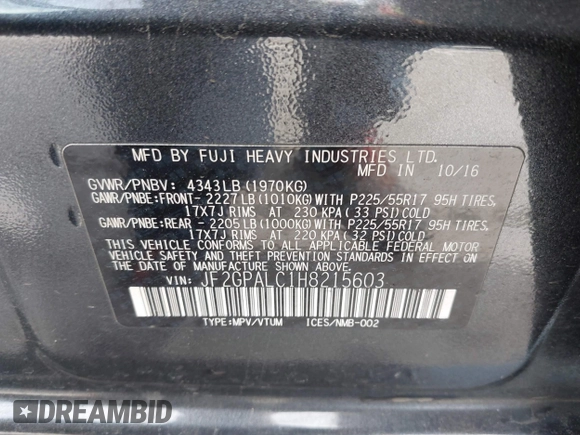 MFD BY FUJI HEAVY INDUSTRIES LTD.
MFD IN 10/16
GVWR/PNBV: 4343LB(1970KG)
GAWR/PNBE:FRONT- 2227LB(1010KG)WITH P225/55R17 95H TIRES,
17X7J RIMS AT 230 KPA(33 PSI)COLD
GAWR/PNBE:REAR - 2205LB(1000KG)WITH P225/55R17 95H TIRES,
17X7J RIMS AT 220 KPA(32 PSI)COLD
THIS VEHICLE CONFORMS TO ALL APPLICABLE FEDERAL MOTOR
VEHICLE SAFETY AND THEFT PREVENTION STANDARDS IN
EFFECT ON THE DATE OF MANUFACTURE SHOWN ABOVE.
VIN: JF2GPALC1H8215603
TYPE:MPV/VTUM ICES/NMB-002
DREAMBID